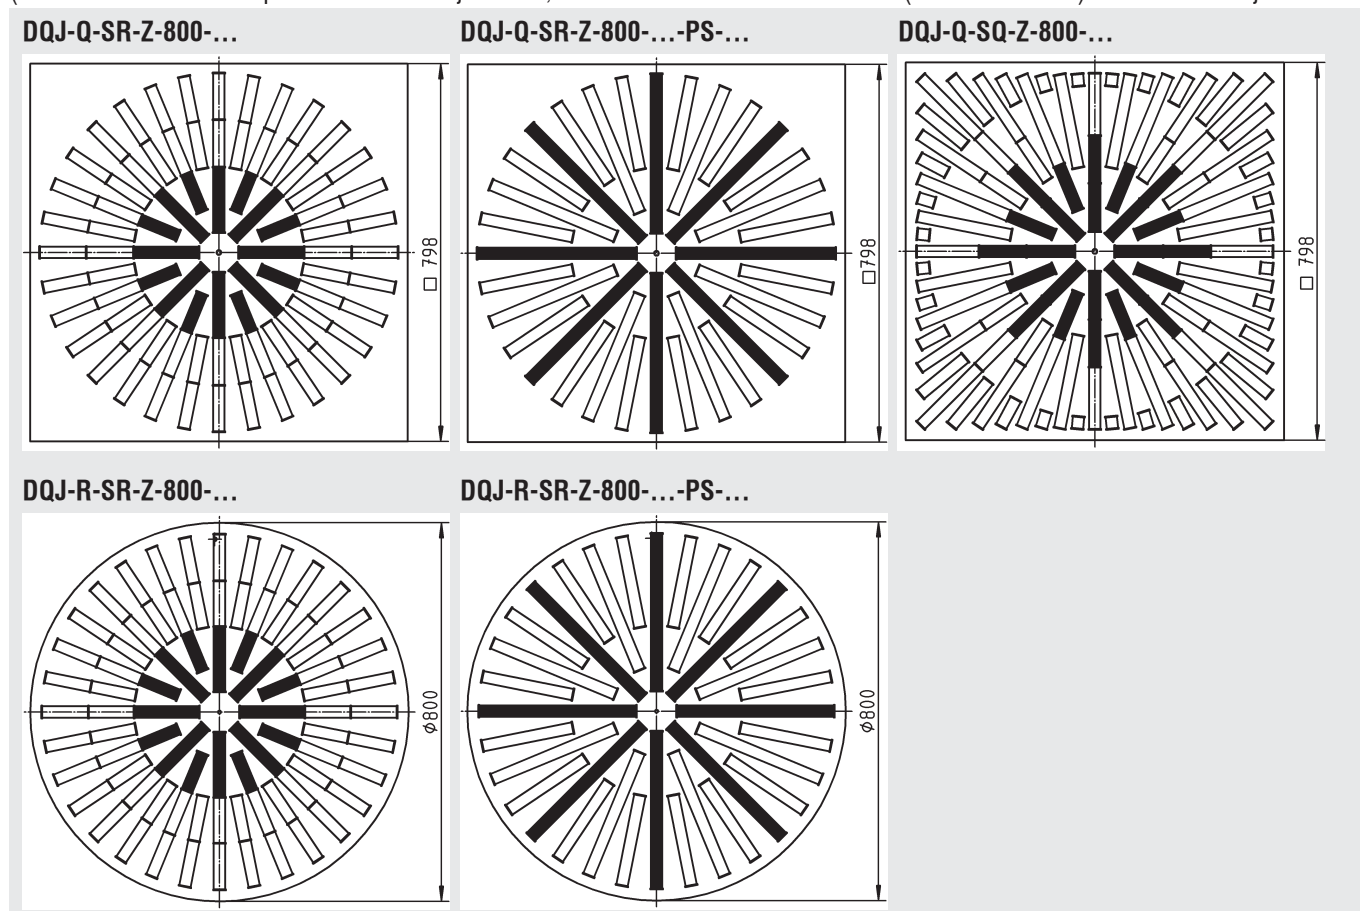 DQJ-Q-SR-Z-800-...
DQJ-Q-SR-Z-800-...-PS-...
DQJ-Q-SQ-Z-800-...
□ 798
□798
□ 798
DQJ-R-SR-Z-800-...
DQJ-R-SR-Z-800-...-PS-...
ϕ800
ϕ800